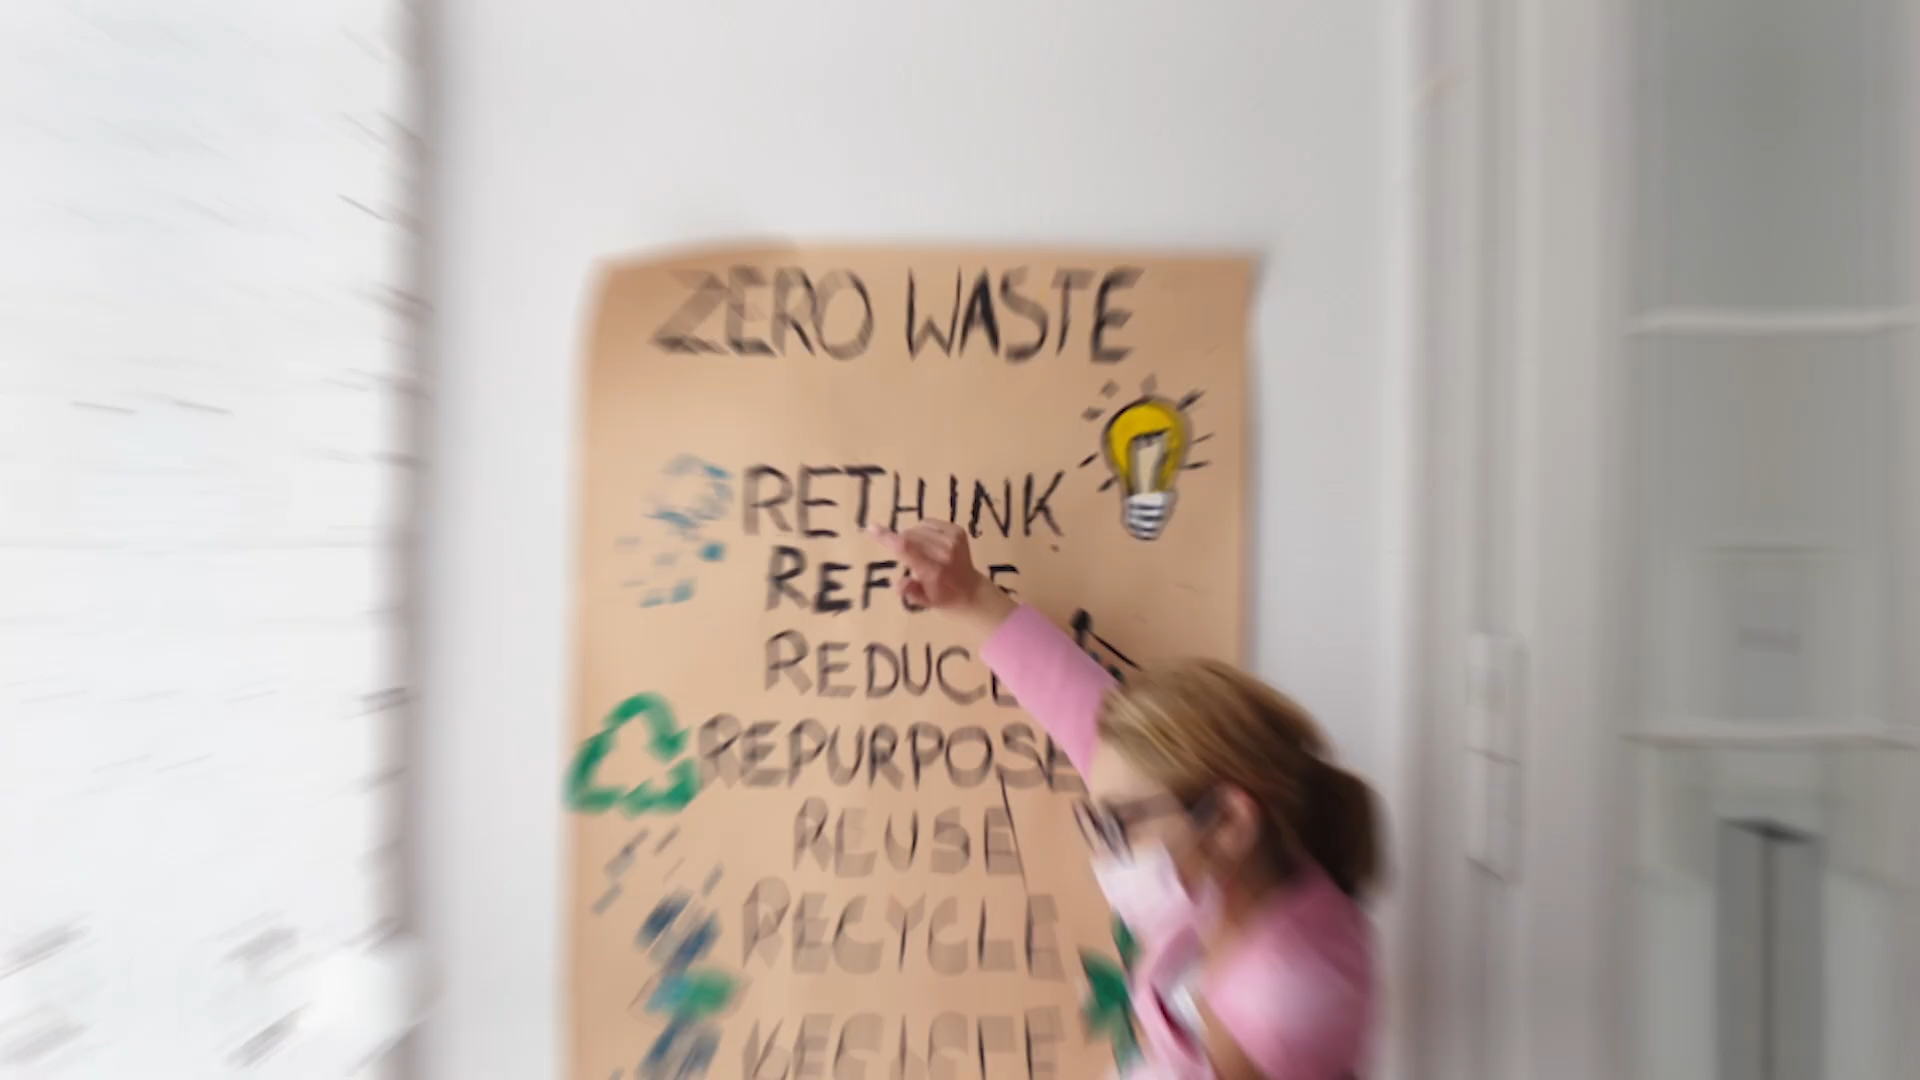 ZERO WASTE
RETHINK
REDUCE
REPURPOSE
REUSE
RECYCLE